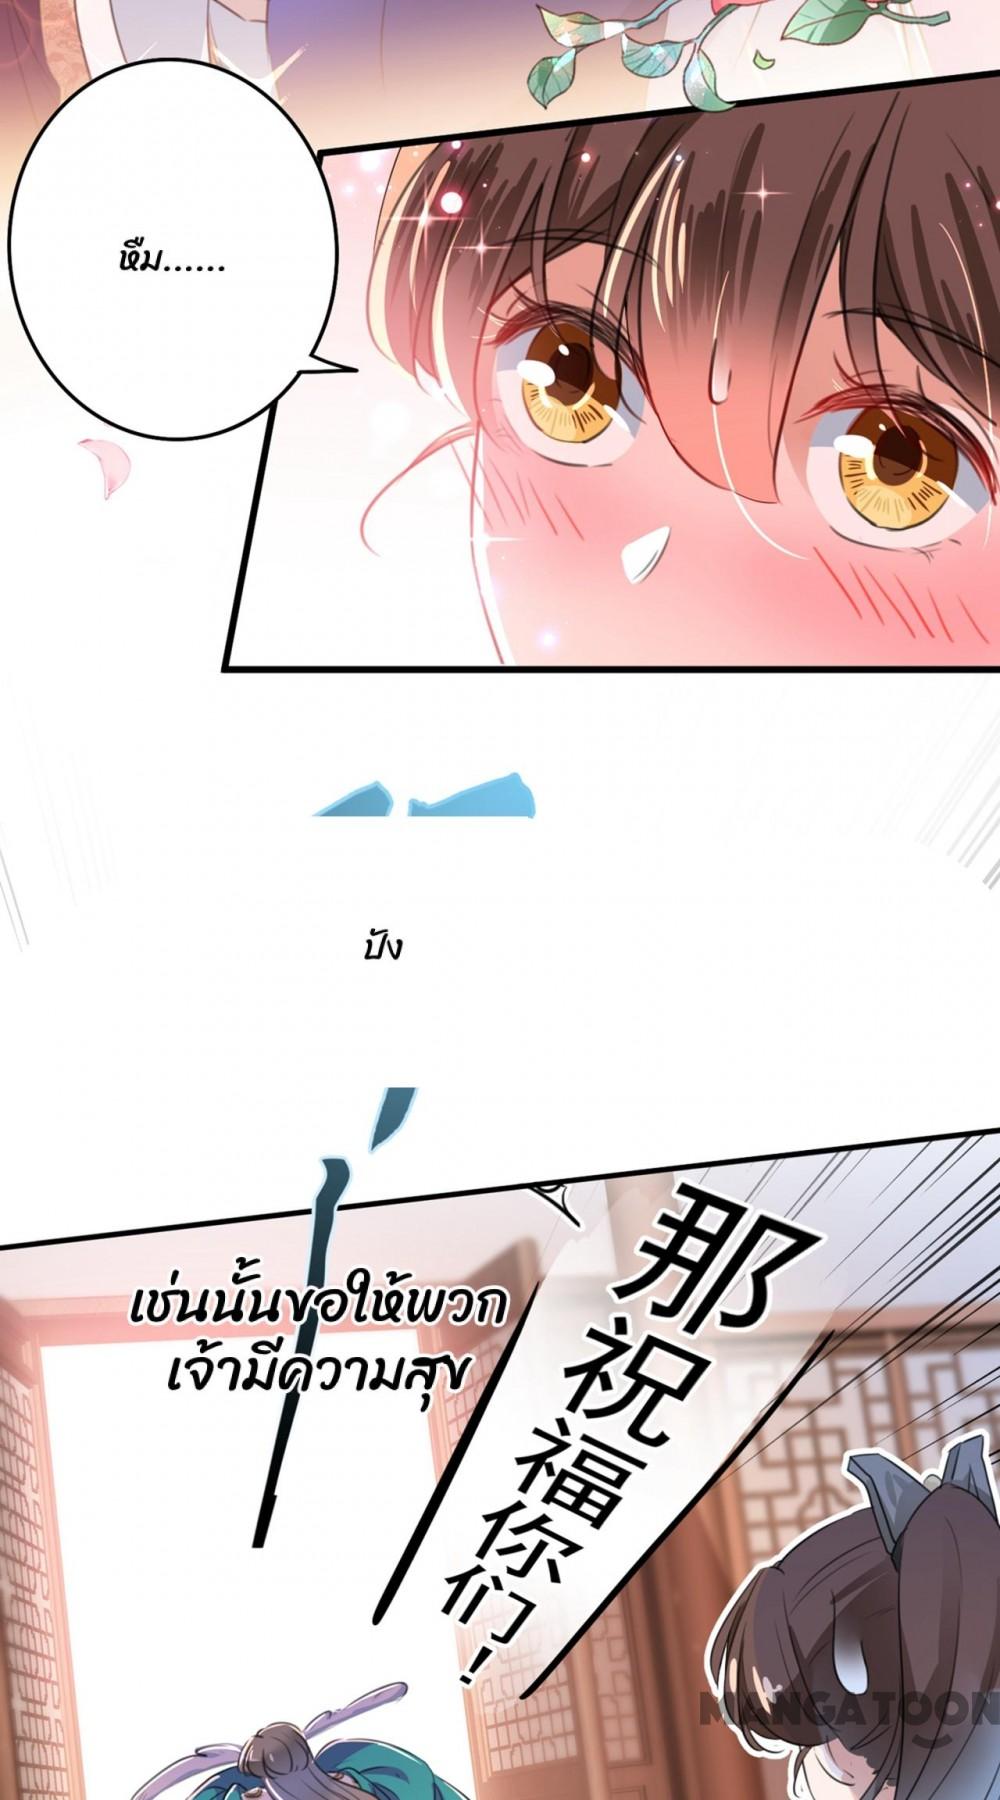 หืม......
ปัง
เช่นนั้นขอให้พวก
เจ้ามีความสุข
那祝福你们！
MANGATOON